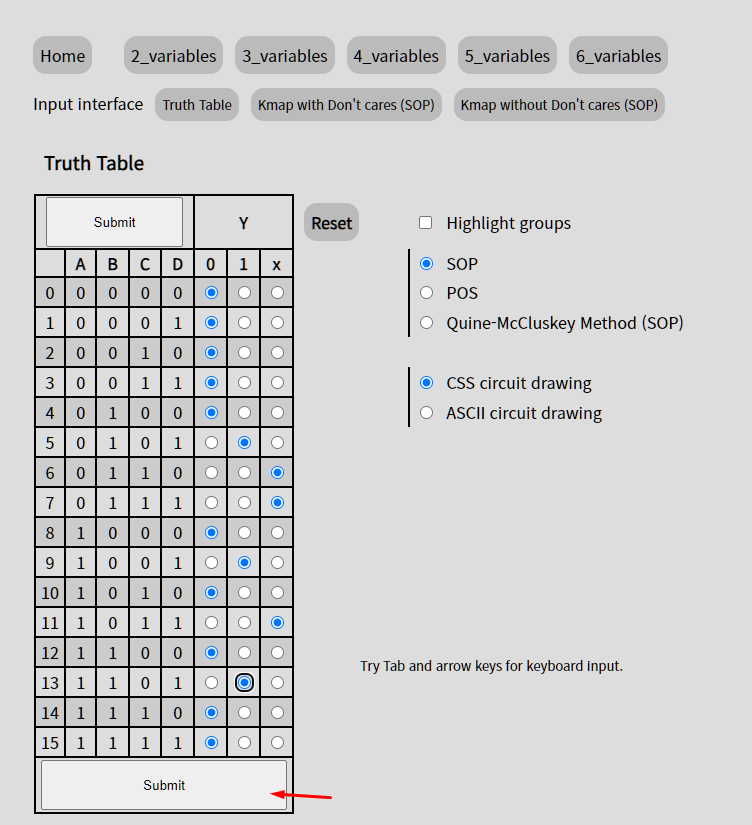 Home 2_variables 3_variables 4_variables 5_variables 6_variables
Input interface Truth Table Kmap with Don't cares (SOP) Kmap without Don't cares (SOP)
Truth Table
Submit Y Reset Highlight groups
A B C D 0 1 x SOP
0 0 0 0 0 POS
1 0 0 0 1 Quine-McCluskey Method (SOP)
2 0 0 1 0
3 0 0 1 1 CSS circuit drawing
4 0 1 0 0 ASCII circuit drawing
5 0 1 0 1
6 0 1 1 0
7 0 1 1 1
8 1 0 0 0
9 1 0 0 1
10 1 0 1 0
11 1 0 1 1
12 1 1 0 0 Try Tab and arrow keys for keyboard input.
13 1 1 0 1
14 1 1 1 0
15 1 1 1 1
Submit